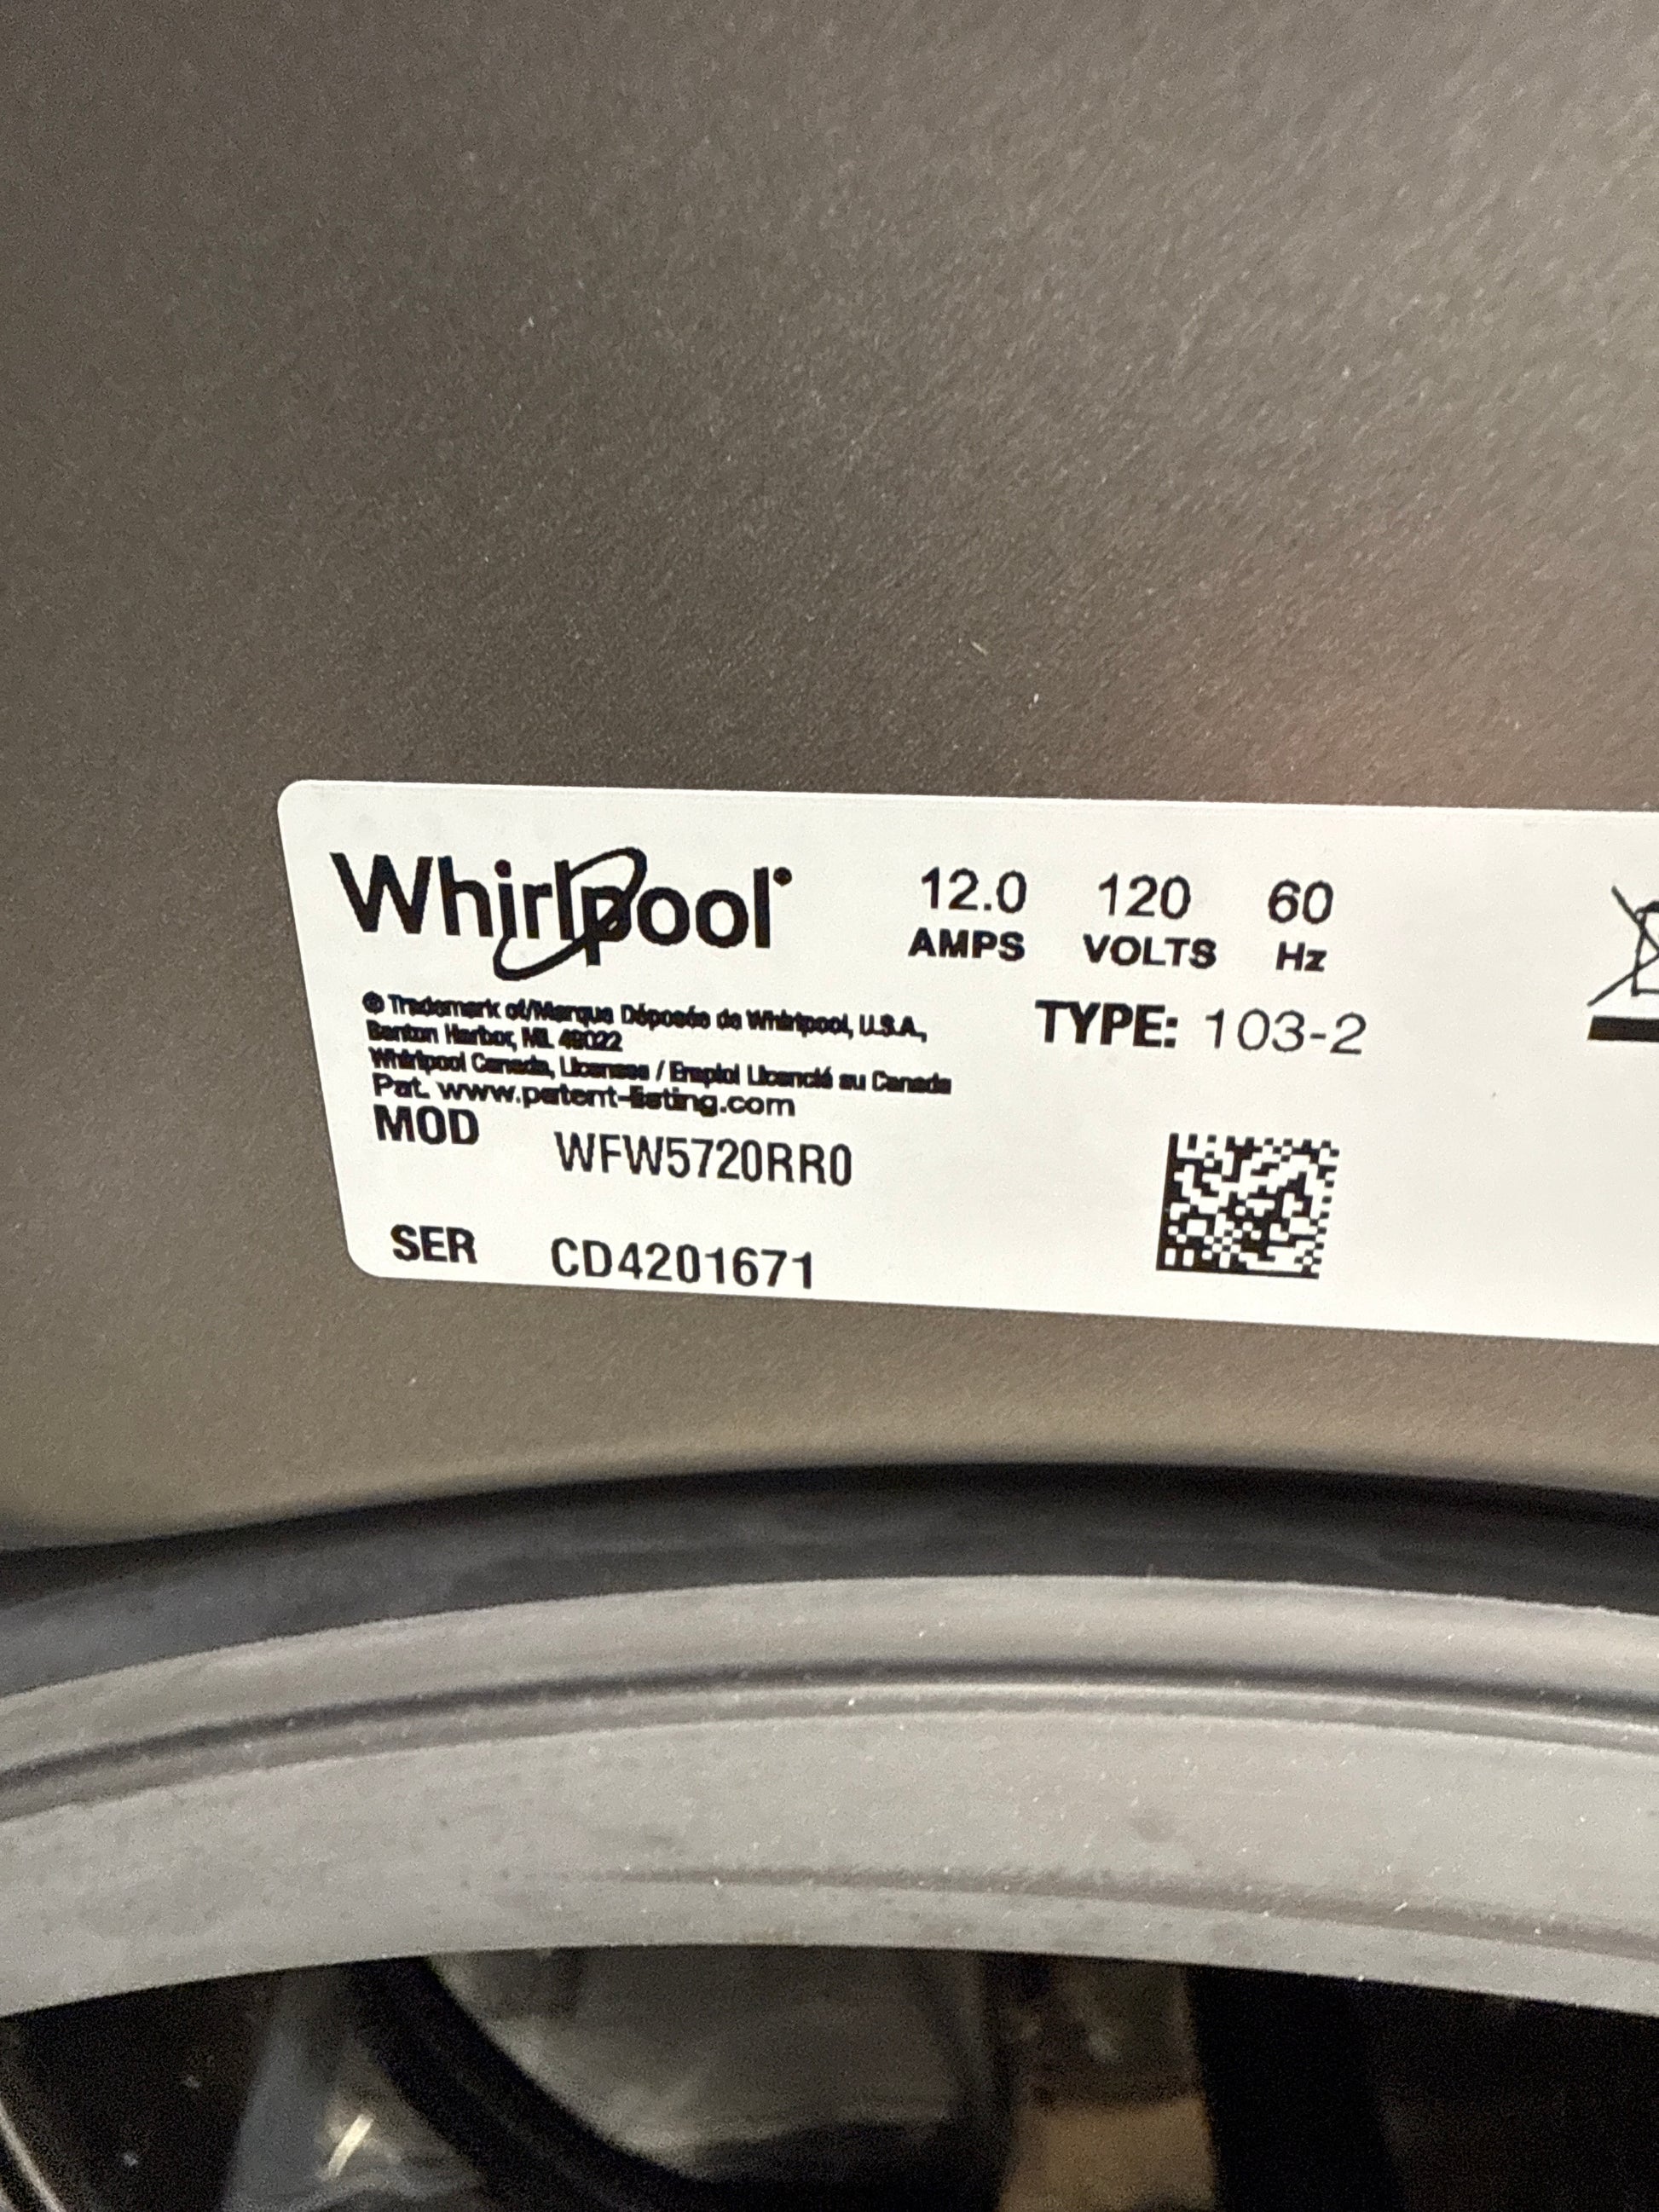 Whirlpool
12.0 120 60
AMPS VOLTS Hz
® Trademark of/Marque Déposée de Whirlpool, U.S.A.,
Benton Harbor, MI. 49022
Whirlpool Canada, Licensee / Emploi Licencié au Canada
Pat. www.patent-listing.com
TYPE: 103-2
MOD WFW5720RR0
SER CD4201671